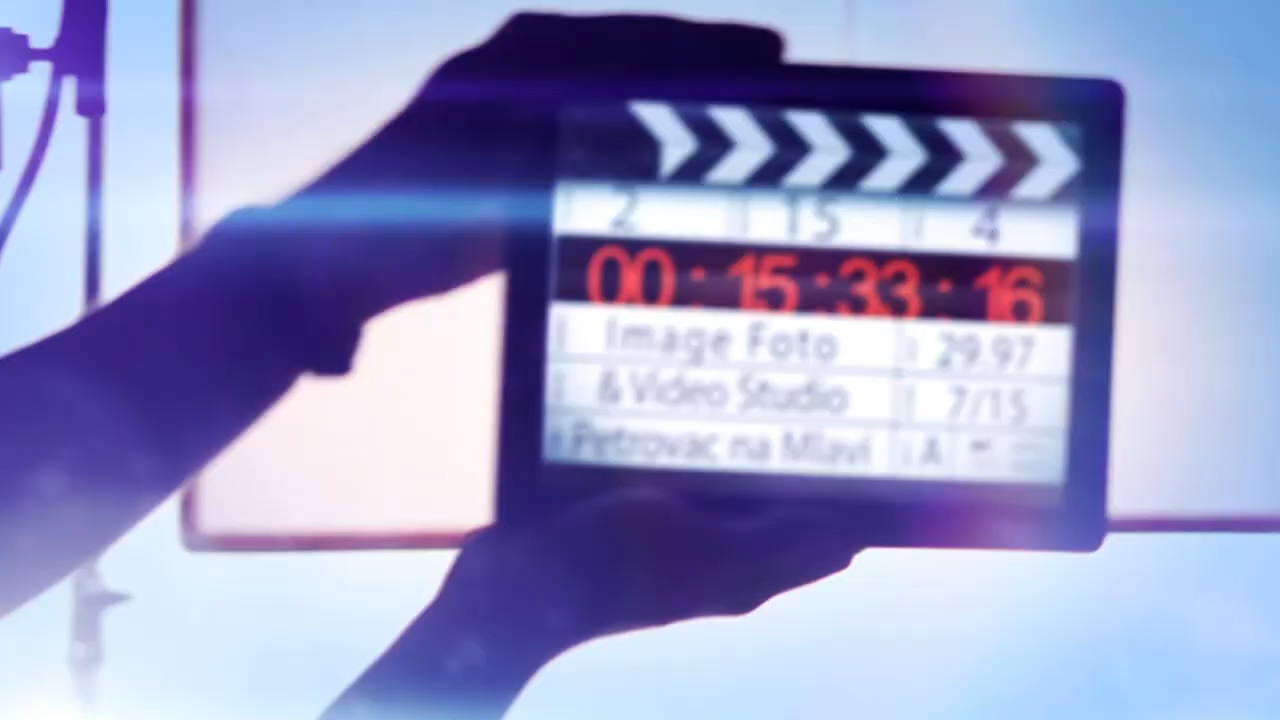 2 15 4
00:15:33:16
Image Foto 29.97
& Video Studio 7/15
Petrovac na Mlavi A